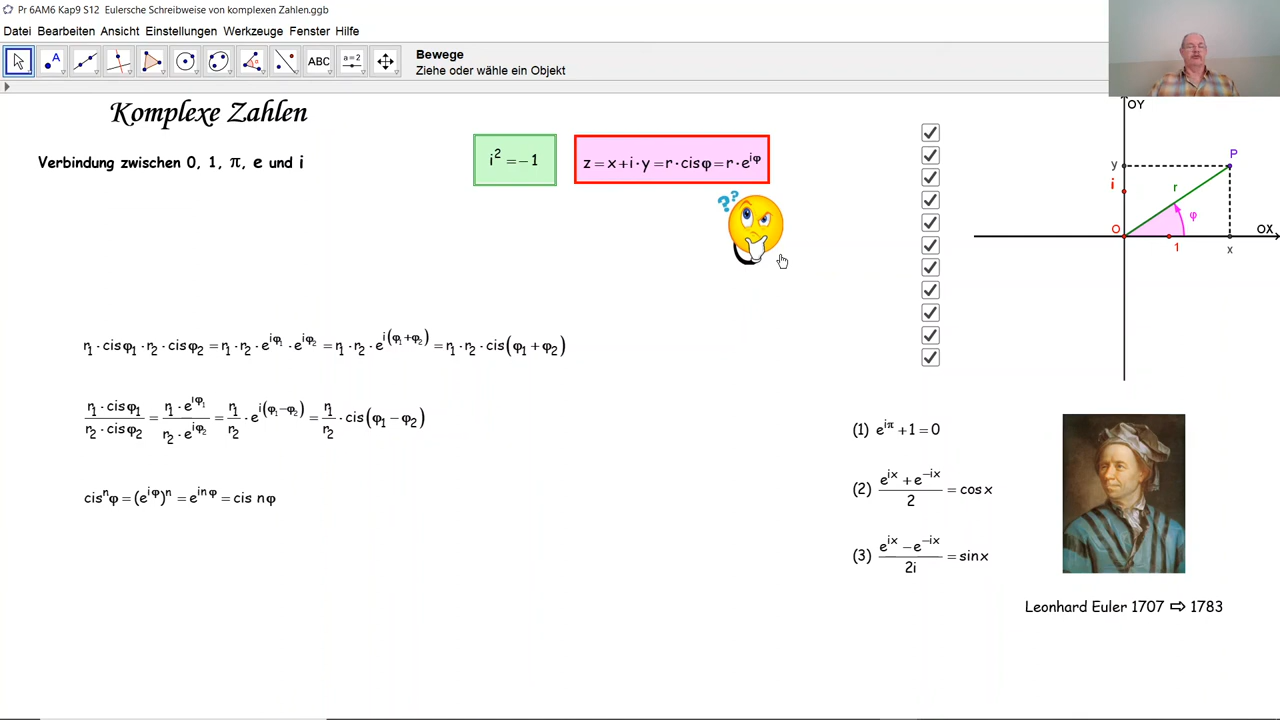 Pr 6AM6 Kap9 S12 Eulersche Schreibweise von komplexen Zahlen.ggb
Datei Bearbeiten Ansicht Einstellungen Werkzeuge Fenster Hilfe
A
ABC
a=2
Bewege
Ziehe oder wähle ein Objekt
Komplexe Zahlen
Verbindung zwischen 0, 1, π, e und i
i² = −1
z = x + i · y = r · cisφ = r · e^{iφ}
??
OY
y
P
i
r
φ
O
1
x
OX
r₁ · cisφ₁ · r₂ · cisφ₂ = r₁ · r₂ · e^{iφ₁} · e^{iφ₂} = r₁ · r₂ · e^{i(φ₁+φ₂)} = r₁ · r₂ · cis(φ₁ + φ₂)
(r₁ · cisφ₁)/(r₂ · cisφ₂) = (r₁ · e^{iφ₁})/(r₂ · e^{iφ₂}) = r₁/r₂ · e^{i(φ₁−φ₂)} = r₁/r₂ · cis(φ₁ − φ₂)
cisⁿφ = (e^{iφ})ⁿ = e^{inφ} = cis nφ
(1) e^{iπ} + 1 = 0
(2) (e^{ix} + e^{−ix})/2 = cos x
(3) (e^{ix} − e^{−ix})/2i = sin x
Leonhard Euler 1707 ⇨ 1783